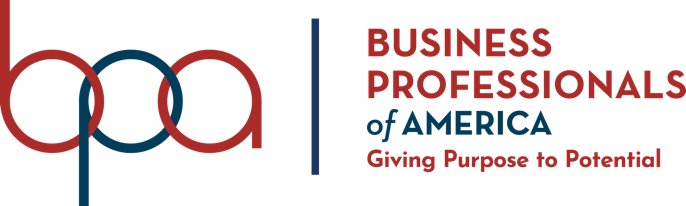 bpa
BUSINESS
PROFESSIONALS
of AMERICA
Giving Purpose to Potential